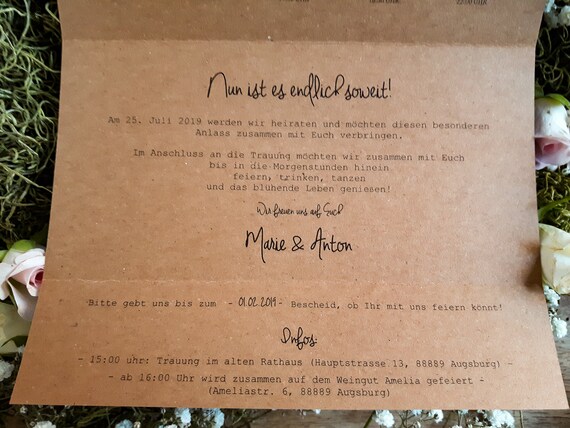 Nun ist es endlich soweit!
Am 25. Juli 2019 werden wir heiraten und möchten diesen besonderen
Anlass zusammen mit Euch verbringen.
Im Anschluss an die Trauung möchten wir zusammen mit Euch
bis in die Morgenstunden hinein
feiern, trinken, tanzen
und das blühende Leben geniesen!
Wir freuen uns auf Euch
Marie & Anton
Bitte gebt uns bis zum - 01.02.2019 - Bescheid, ob Ihr mit uns feiern könnt!
Infos:
- 15:00 uhr: Trauung im alten Rathaus (Hauptstrasse 13, 88889 Augsburg) -
- ab 16:00 Uhr wird zusammen auf dem Weingut Amelia gefeiert -
(Ameliastr. 6, 88889 Augsburg)